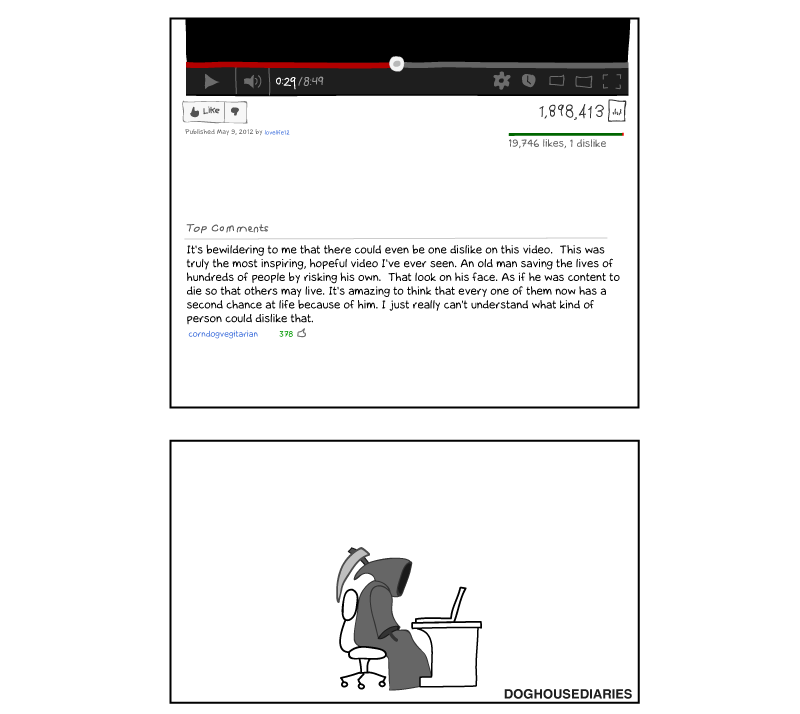 0:29/8:49
Like
1,898,413
Published May 9, 2012 by lovelife12
19,746 likes, 1 dislike
Top Comments
It's bewildering to me that there could even be one dislike on this video. This was
truly the most inspiring, hopeful video I've ever seen. An old man saving the lives of
hundreds of people by risking his own. That look on his face. As if he was content to
die so that others may live. It's amazing to think that every one of them now has a
second chance at life because of him. I just really can't understand what kind of
person could dislike that.
corndogvegitarian 378
DOGHOUSEDIARIES